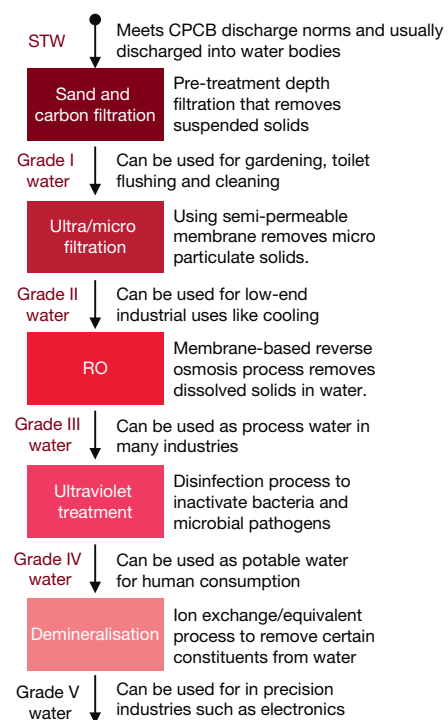 STW
Meets CPCB discharge norms and usually
discharged into water bodies
Sand and
carbon filtration
Pre-treatment depth
filtration that removes
suspended solids
Grade I
water
Can be used for gardening, toilet
flushing and cleaning
Ultra/micro
filtration
Using semi-permeable
membrane removes micro
particulate solids.
Grade II
water
Can be used for low-end
industrial uses like cooling
RO
Membrane-based reverse
osmosis process removes
dissolved solids in water.
Grade III
water
Can be used as process water in
many industries
Ultraviolet
treatment
Disinfection process to
inactivate bacteria and
microbial pathogens
Grade IV
water
Can be used as potable water
for human consumption
Demineralisation
Ion exchange/equivalent
process to remove certain
constituents from water
Grade V
water
Can be used for in precision
industries such as electronics